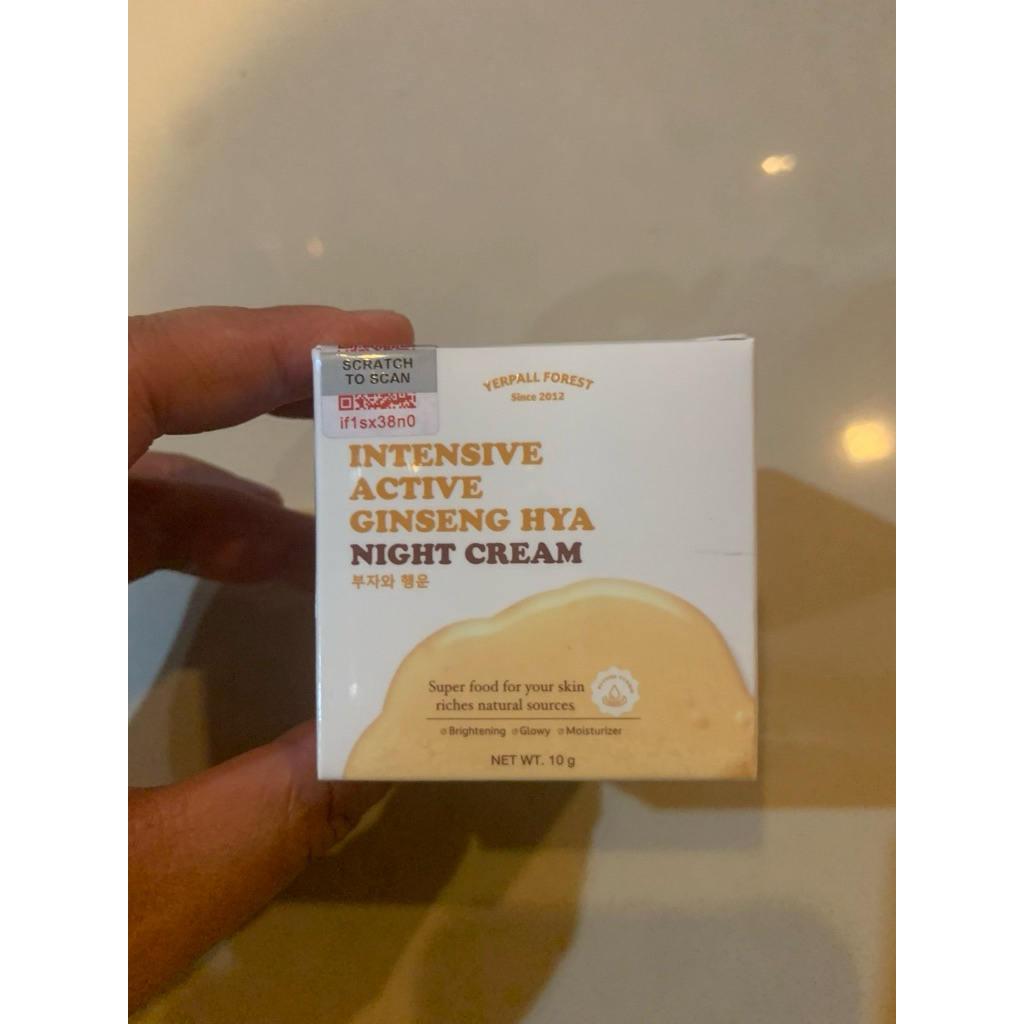 SCRATCH
TO SCAN
if1sx38n0
YERPALL FOREST
Since 2012
INTENSIVE
ACTIVE
GINSENG HYA
NIGHT CREAM
부자와 행운
Super food for your skin
riches natural sources
Brightening Glowy Moisturizer
NET WT. 10 g